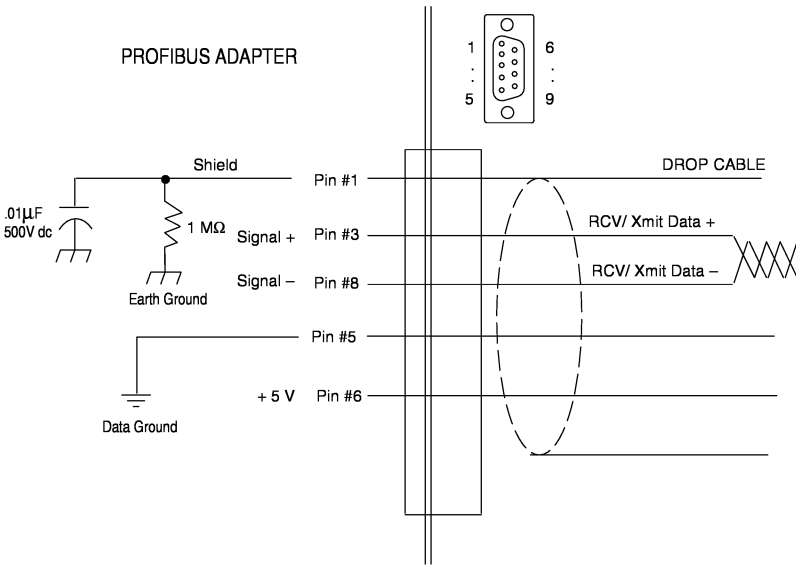 PROFIBUS ADAPTER
1 6
. .
. .
5 9
Shield
Pin #1
DROP CABLE
.01µF
500V dc
1 MΩ
Signal +
Pin #3
RCV/ Xmit Data +
Earth Ground
Signal –
Pin #8
RCV/ Xmit Data –
Pin #5
+ 5 V
Pin #6
Data Ground